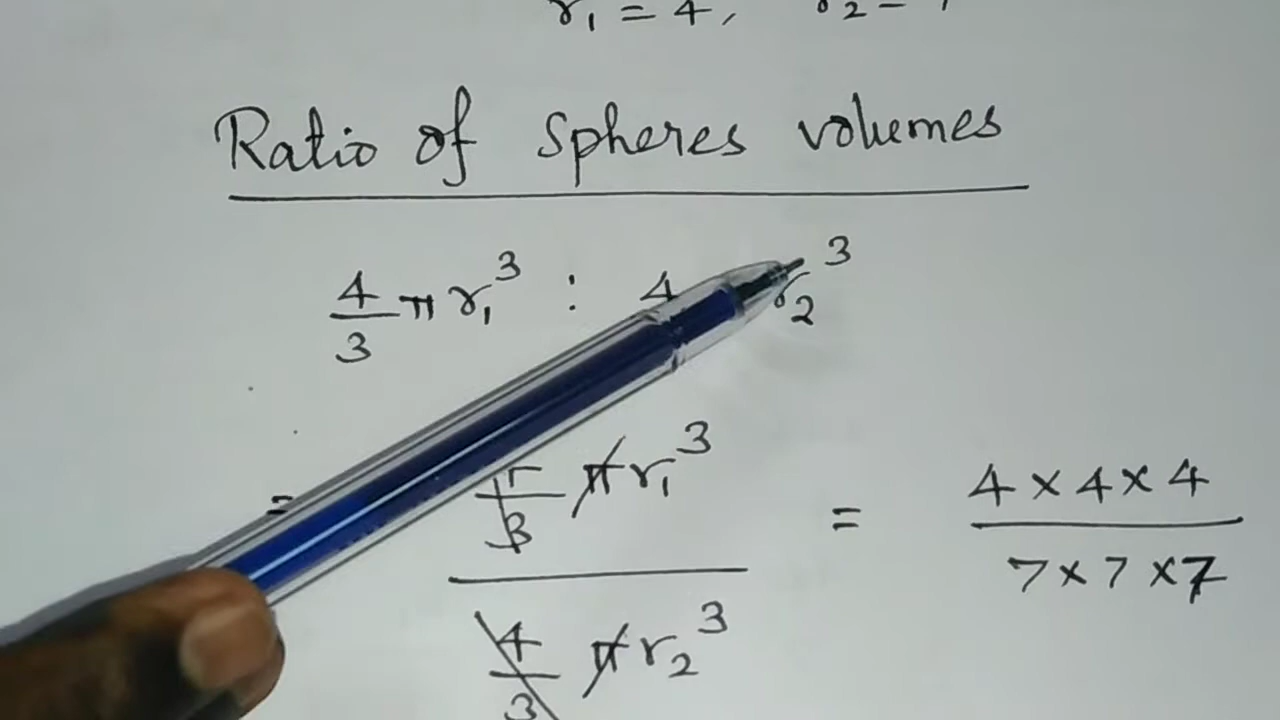 r₁ = 4,
Ratio of Spheres volumes
4/3 π r₁³ : 4 r₂³
= π r₁³ / 3 = 4 × 4 × 4 / 7 × 7 × 7
4/3 π r₂³